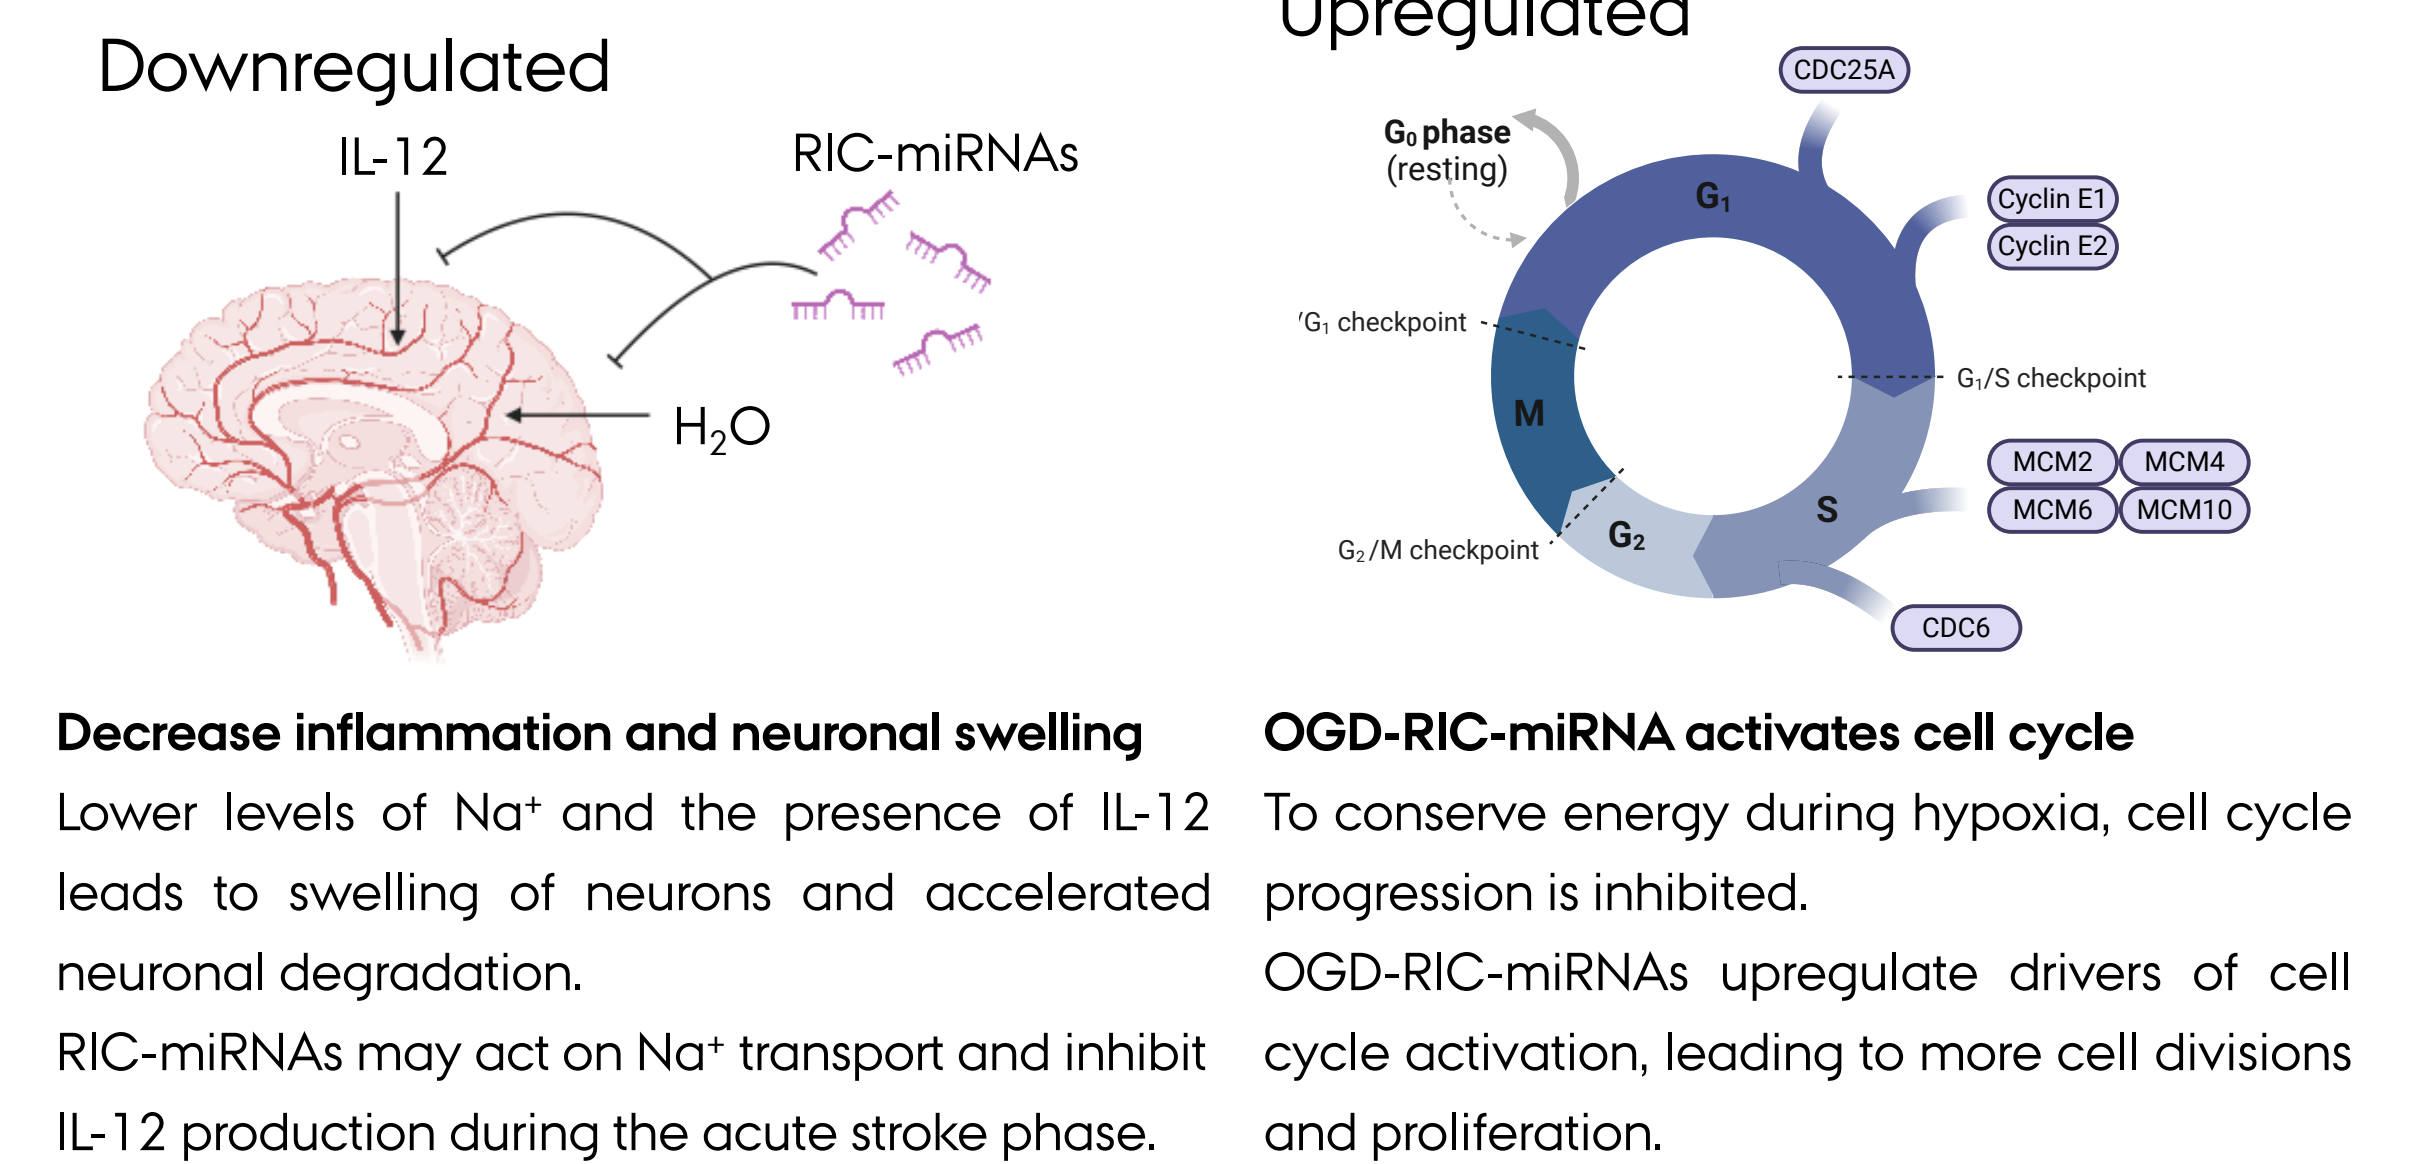 Downregulated
IL-12
RIC-miRNAs
H₂O
Decrease inflammation and neuronal swelling
Lower levels of Na⁺ and the presence of IL-12
leads to swelling of neurons and accelerated
neuronal degradation.
RIC-miRNAs may act on Na⁺ transport and inhibit
IL-12 production during the acute stroke phase.
Upregulated
CDC25A
G₀ phase
(resting)
G₁
Cyclin E1
Cyclin E2
/G₁ checkpoint
G₁/S checkpoint
M
MCM2
MCM4
S
MCM6
MCM10
G₂
G₂/M checkpoint
CDC6
OGD-RIC-miRNA activates cell cycle
To conserve energy during hypoxia, cell cycle
progression is inhibited.
OGD-RIC-miRNAs upregulate drivers of cell
cycle activation, leading to more cell divisions
and proliferation.